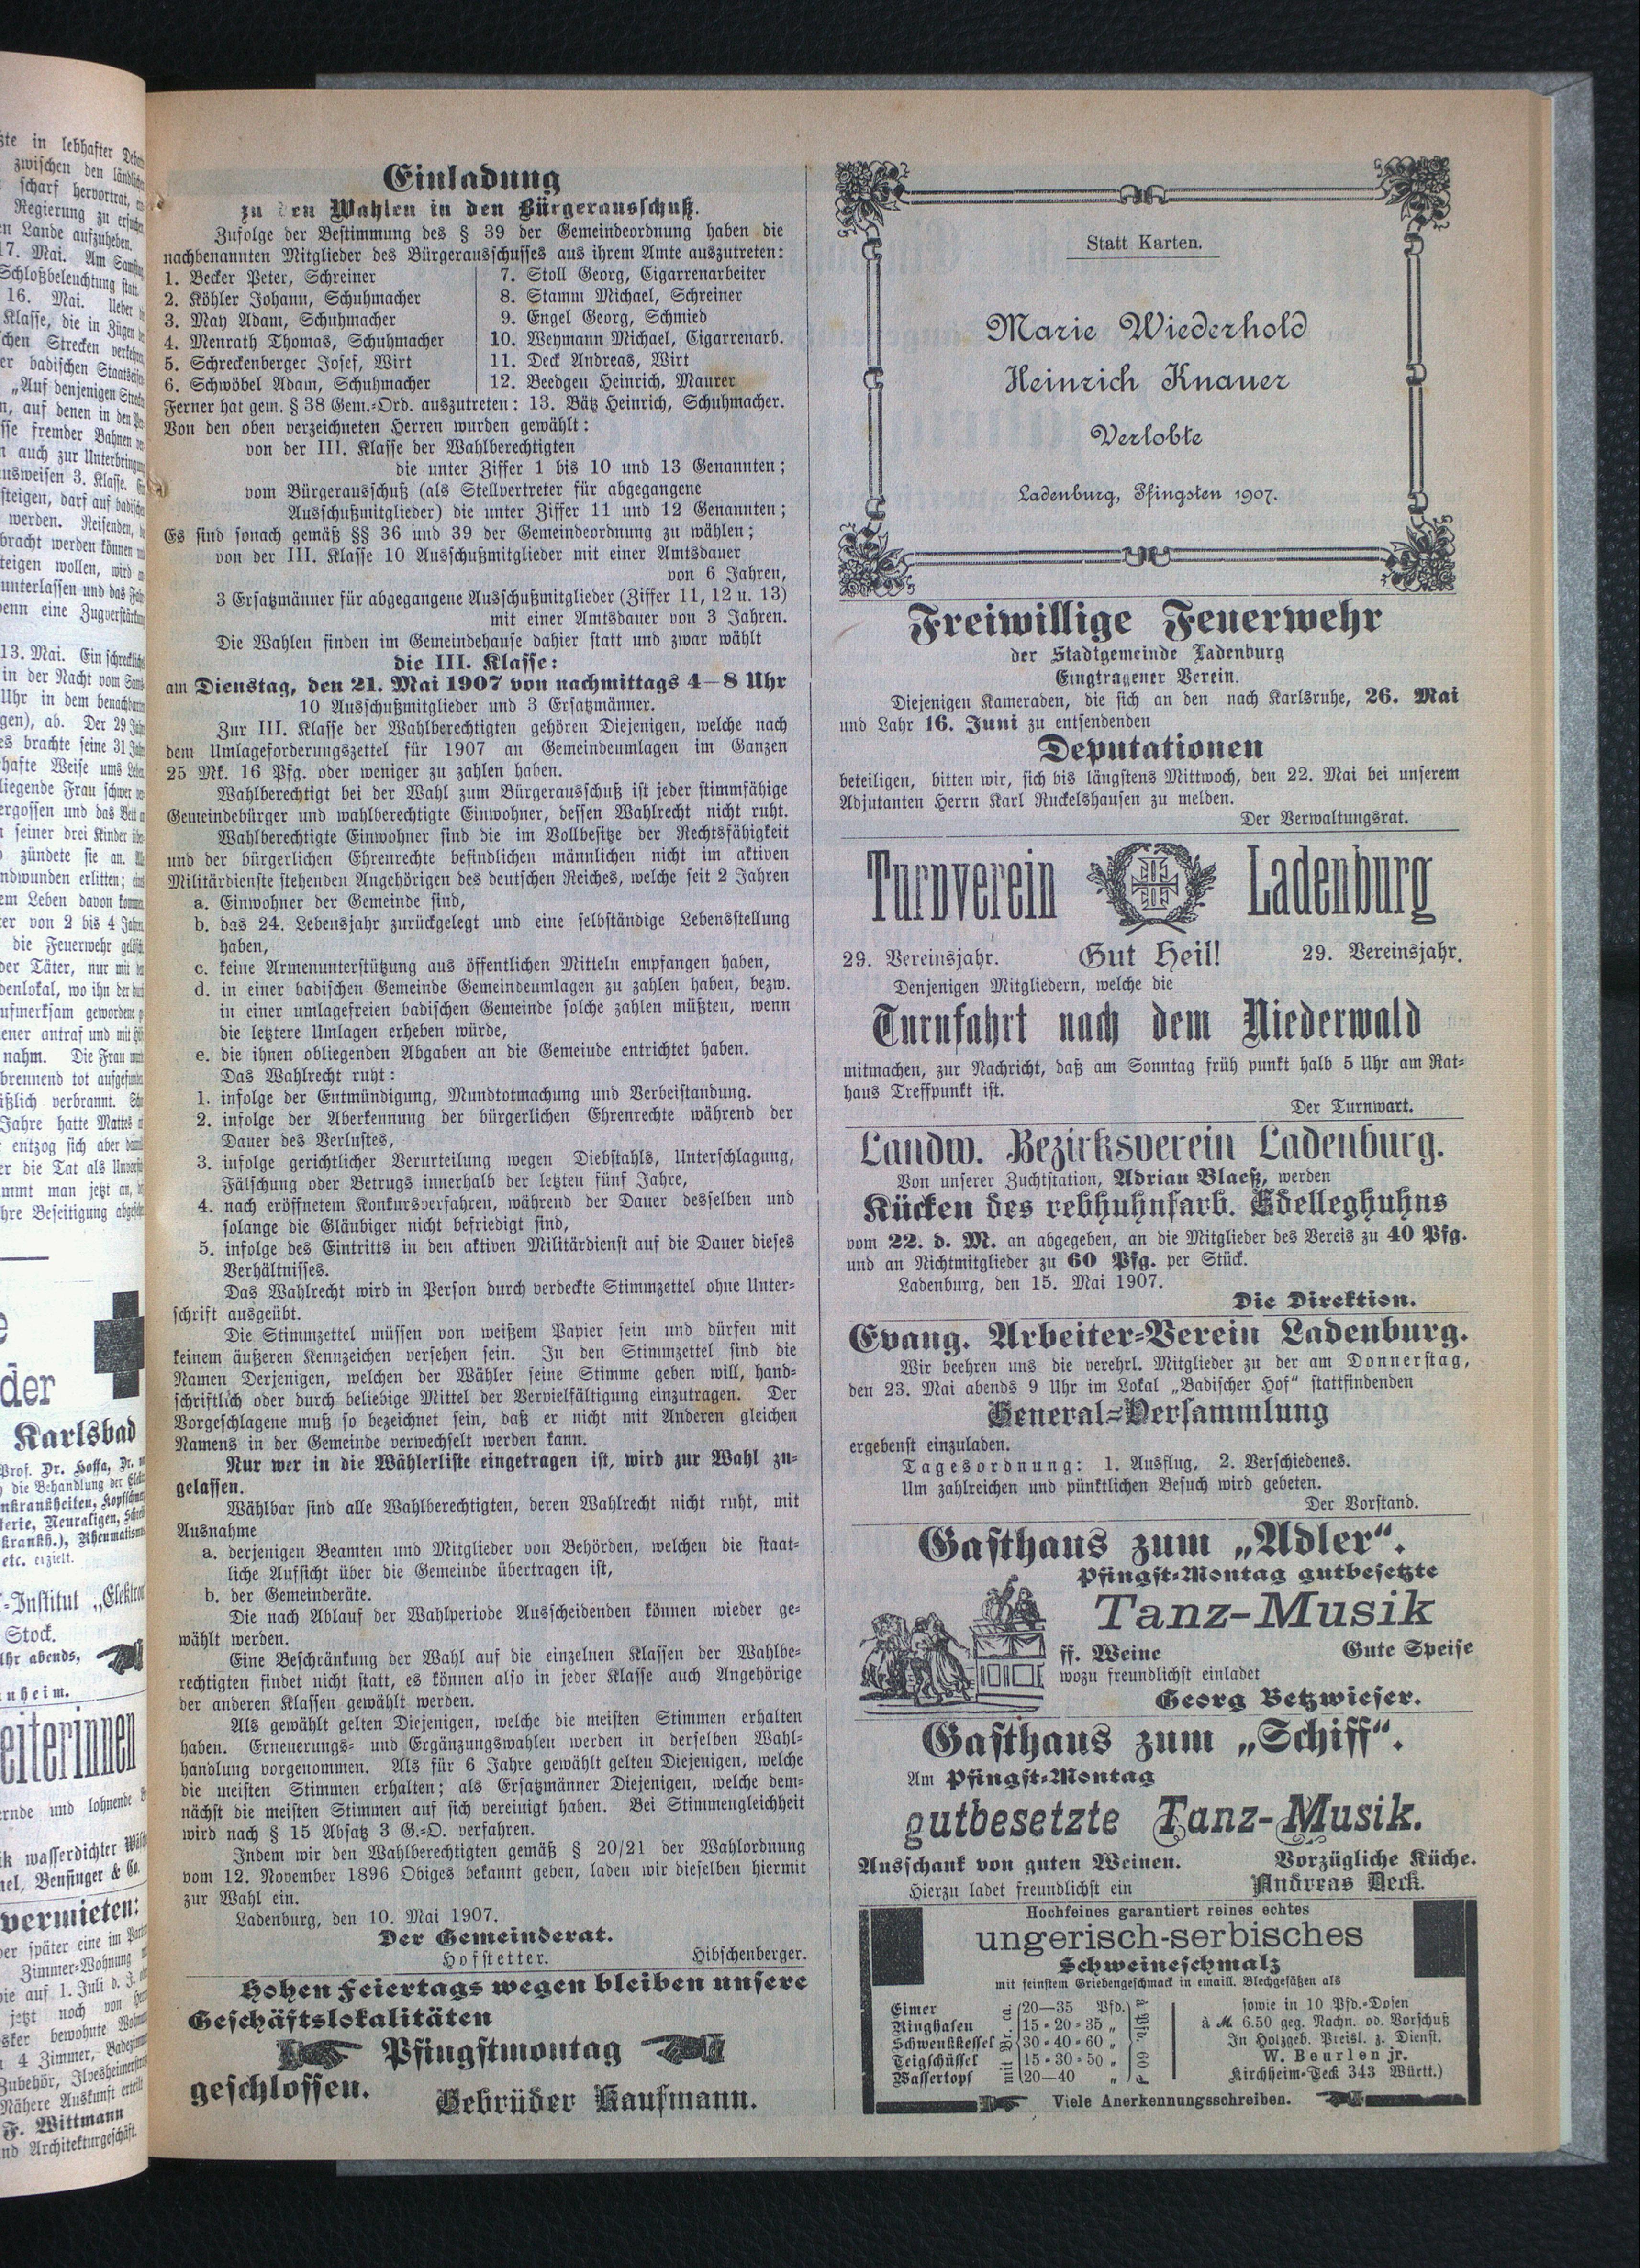 Einladung
zu den Wahlen in den Bürgerausschuß.
Zufolge der Bestimmung des § 39 der Gemeindeordnung haben die
nachbenannten Mitglieder des Bürgerausschusses aus ihrem Amte auszutreten:
1. Becker Peter, Schreiner
2. Köhler Johann, Schuhmacher
3. May Adam, Schuhmacher
4. Menrath Thomas, Schuhmacher
5. Schreckenberger Josef, Wirt
6. Schwöbel Adam, Schuhmacher
7. Stoll Georg, Cigarrenarbeiter
8. Stamm Michael, Schreiner
9. Engel Georg, Schmied
10. Weymann Michael, Cigarrenarb.
11. Deck Andreas, Wirt
12. Beedgen Heinrich, Maurer
Ferner hat gem. § 38 Gem.-Ord. auszutreten: 13. Bätz Heinrich, Schuhmacher.
Von den oben verzeichneten Herren wurden gewählt:
von der III. Klasse der Wahlberechtigten
die unter Ziffer 1 bis 10 und 13 Genannten;
vom Bürgerausschuß (als Stellvertreter für abgegangene
Ausschußmitglieder) die unter Ziffer 11 und 12 Genannten;
Es sind sonach gemäß §§ 36 und 39 der Gemeindeordnung zu wählen;
von der III. Klasse 10 Ausschußmitglieder mit einer Amtsdauer
von 6 Jahren,
3 Ersatzmänner für abgegangene Ausschußmitglieder (Ziffer 11, 12 u. 13)
mit einer Amtsdauer von 3 Jahren.
Die Wahlen finden im Gemeindehause dahier statt und zwar wählt
die III. Klasse:
am Dienstag, den 21. Mai 1907 von nachmittags 4—8 Uhr
10 Ausschußmitglieder und 3 Ersatzmänner.
Zur III. Klasse der Wahlberechtigten gehören Diejenigen, welche nach
dem Umlageforderungszettel für 1907 an Gemeindeumlagen im Ganzen
25 Mk. 16 Pfg. oder weniger zu zahlen haben.
Wahlberechtigt bei der Wahl zum Bürgerausschuß ist jeder stimmfähige
Gemeindebürger und wahlberechtigte Einwohner, dessen Wahlrecht nicht ruht.
Wahlberechtigte Einwohner sind die im Vollbesitze der Rechtsfähigkeit
und der bürgerlichen Ehrenrechte befindlichen männlichen nicht im aktiven
Militärdienste stehenden Angehörigen des deutschen Reiches, welche seit 2 Jahren
a. Einwohner der Gemeinde sind,
b. das 24. Lebensjahr zurückgelegt und eine selbständige Lebensstellung
haben,
c. keine Armenunterstützung aus öffentlichen Mitteln empfangen haben,
d. in einer badischen Gemeinde Gemeindeumlagen zu zahlen haben, bezw.
in einer umlagefreien badischen Gemeinde solche zahlen müßten, wenn
die letztere Umlagen erheben würde,
e. die ihnen obliegenden Abgaben an die Gemeinde entrichtet haben.
Das Wahlrecht ruht:
1. infolge der Entmündigung, Mundtotmachung und Verbeistandung.
2. infolge der Aberkennung der bürgerlichen Ehrenrechte während der
Dauer des Verlustes,
3. infolge gerichtlicher Verurteilung wegen Diebstahls, Unterschlagung,
Fälschung oder Betrugs innerhalb der letzten fünf Jahre,
4. nach eröffnetem Konkursverfahren, während der Dauer desselben und
solange die Gläubiger nicht befriedigt sind,
5. infolge des Eintritts in den aktiven Militärdienst auf die Dauer dieses
Verhältnisses.
Das Wahlrecht wird in Person durch verdeckte Stimmzettel ohne Unter-
schrift ausgeübt.
Die Stimmzettel müssen von weißem Papier sein und dürfen mit
keinem äußeren Kennzeichen versehen sein. In den Stimmzettel sind die
Namen Derjenigen, welchen der Wähler seine Stimme geben will, hand-
schriftlich oder durch beliebige Mittel der Vervielfältigung einzutragen. Der
Vorgeschlagene muß so bezeichnet sein, daß er nicht mit Anderen gleichen
Namens in der Gemeinde verwechselt werden kann.
Nur wer in die Wählerliste eingetragen ist, wird zur Wahl zu-
gelassen.
Wählbar sind alle Wahlberechtigten, deren Wahlrecht nicht ruht, mit
Ausnahme
a. derjenigen Beamten und Mitglieder von Behörden, welchen die staat-
liche Aufsicht über die Gemeinde übertragen ist,
b. der Gemeinderäte.
Die nach Ablauf der Wahlperiode Ausscheidenden können wieder ge-
wählt werden.
Eine Beschränkung der Wahl auf die einzelnen Klassen der Wahlbe-
rechtigten findet nicht statt, es können also in jeder Klasse auch Angehörige
der anderen Klassen gewählt werden.
Als gewählt gelten Diejenigen, welche die meisten Stimmen erhalten
haben. Erneuerungs- und Ergänzungswahlen werden in derselben Wahl-
handlung vorgenommen. Als für 6 Jahre gewählt gelten Diejenigen, welche
die meisten Stimmen erhalten; als Ersatzmänner Diejenigen, welche dem-
nächst die meisten Stimmen auf sich vereinigt haben. Bei Stimmengleichheit
wird nach § 15 Absatz 3 G.-O. verfahren.
Indem wir den Wahlberechtigten gemäß § 20/21 der Wahlordnung
vom 12. November 1896 Obiges bekannt geben, laden wir dieselben hiermit
zur Wahl ein.
Ladenburg, den 10. Mai 1907.
Der Gemeinderat.
Hofstetter. Hibschenberger.
Hohen Feiertags wegen bleiben unsere
Geschäftslokalitäten
Pfingstmontag
geschlossen.
Gebrüder Kaufmann.
Statt Karten.
Marie Wiederhold
Heinrich Knauer
Verlobte
Ladenburg, Pfingsten 1907.
Freiwillige Feuerwehr
der Stadtgemeinde Ladenburg
Eingtragener Verein.
Diejenigen Kameraden, die sich an den nach Karlsruhe, 26. Mai
und Lahr 16. Juni zu entsendenden
Deputationen
beteiligen, bitten wir, sich bis längstens Mittwoch, den 22. Mai bei unserem
Adjutanten Herrn Karl Ruckelshausen zu melden.
Der Verwaltungsrat.
Turnverein Ladenburg
29. Vereinsjahr. Gut Heil! 29. Vereinsjahr.
Denjenigen Mitgliedern, welche die
Turnfahrt nach dem Niederwald
mitmachen, zur Nachricht, daß am Sonntag früh punkt halb 5 Uhr am Rat-
haus Treffpunkt ist.
Der Turnwart.
Landw. Bezirksverein Ladenburg.
Von unserer Zuchtstation, Adrian Blaeß, werden
Kücken des rebhuhnfarb. Edelleghuhns
vom 22. d. M. an abgegeben, an die Mitglieder des Vereis zu 40 Pfg.
und an Nichtmitglieder zu 60 Pfg. per Stück.
Ladenburg, den 15. Mai 1907.
Die Direktion.
Evang. Arbeiter-Verein Ladenburg.
Wir beehren uns die verehrl. Mitglieder zu der am Donnerstag,
den 23. Mai abends 9 Uhr im Lokal „Badischer Hof“ stattfindenden
General-Versammlung
ergebenst einzuladen.
Tagesordnung: 1. Ausflug, 2. Verschiedenes.
Um zahlreichen und pünktlichen Besuch wird gebeten.
Der Vorstand.
Gasthaus zum „Adler“.
Pfingst-Montag gutbesetzte
Tanz-Musik
ff. Weine Gute Speise
wozu freundlichst einladet
Georg Betzwieser.
Gasthaus zum „Schiff“.
Am Pfingst-Montag
gutbesetzte Tanz-Musik.
Ausschank von guten Weinen. Vorzügliche Küche.
Hierzu ladet freundlichst ein Andreas Deck.
Hochfeines garantiert reines echtes
ungerisch-serbisches
Schweineschmalz
mit feinstem Griebengeschmack in emaill. Blechgefäßen als
Eimer 20—35 Pfd.
Ringhafen 15-20-35 „
Schwenkkessel 30-40-60 „
Teigschüssel 15-30-50 „
Wassertopf 20—40 „
sowie in 10 Pfd.-Dosen
à M. 6.50 geg. Nachn. od. Vorschuß
In Holzgeb. Preisl. z. Dienst.
W. Beurlen jr.
Kirchheim-Teck 343 Württ.)
Viele Anerkennungsschreiben.